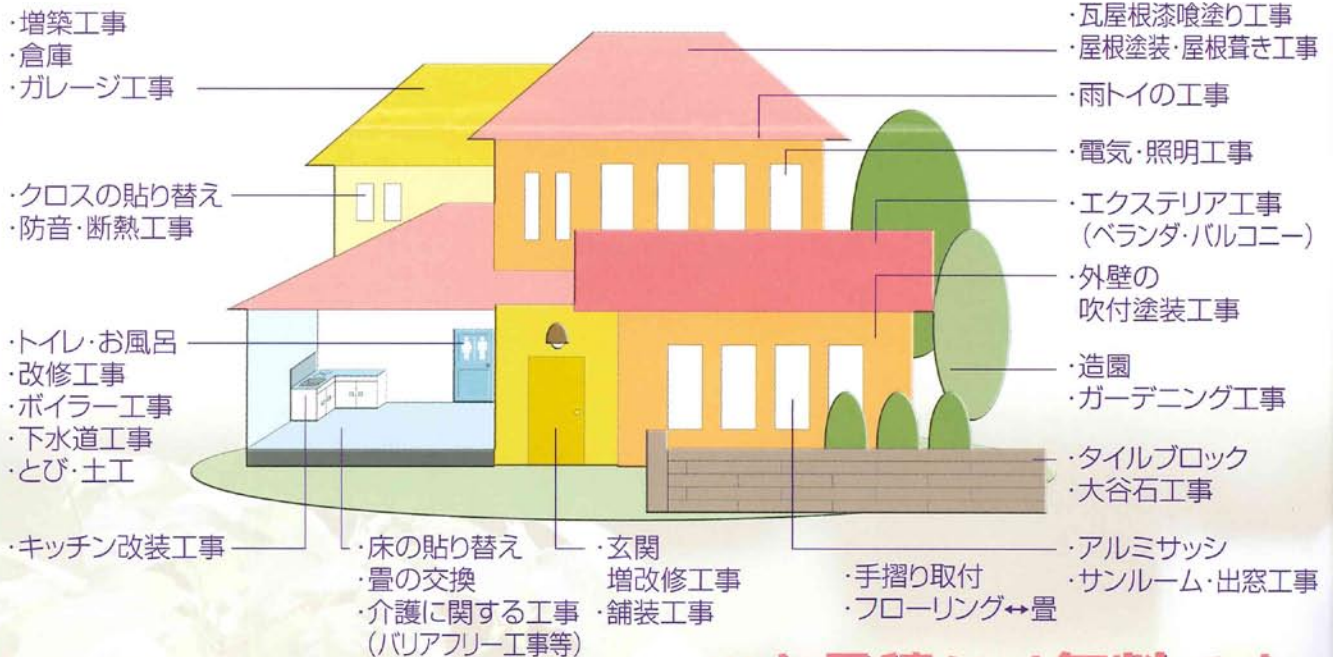 ・増築工事
・倉庫
・ガレージ工事
・クロスの貼り替え
・防音・断熱工事
・トイレ・お風呂
・改修工事
・ボイラー工事
・下水道工事
・とび・土工
・キッチン改装工事
・床の貼り替え
・畳の交換
・介護に関する工事
(バリアフリー工事等)
・玄関
増改修工事
・舗装工事
・手摺り取付
・フローリング↔畳
・瓦屋根漆喰塗り工事
・屋根塗装・屋根葺き工事
・雨トイの工事
・電気・照明工事
・エクステリア工事
(ベランダ・バルコニー)
・外壁の
吹付塗装工事
・造園
ガーデニング工事
・タイルブロック
・大谷石工事
・アルミサッシ
・サンルーム・出窓工事